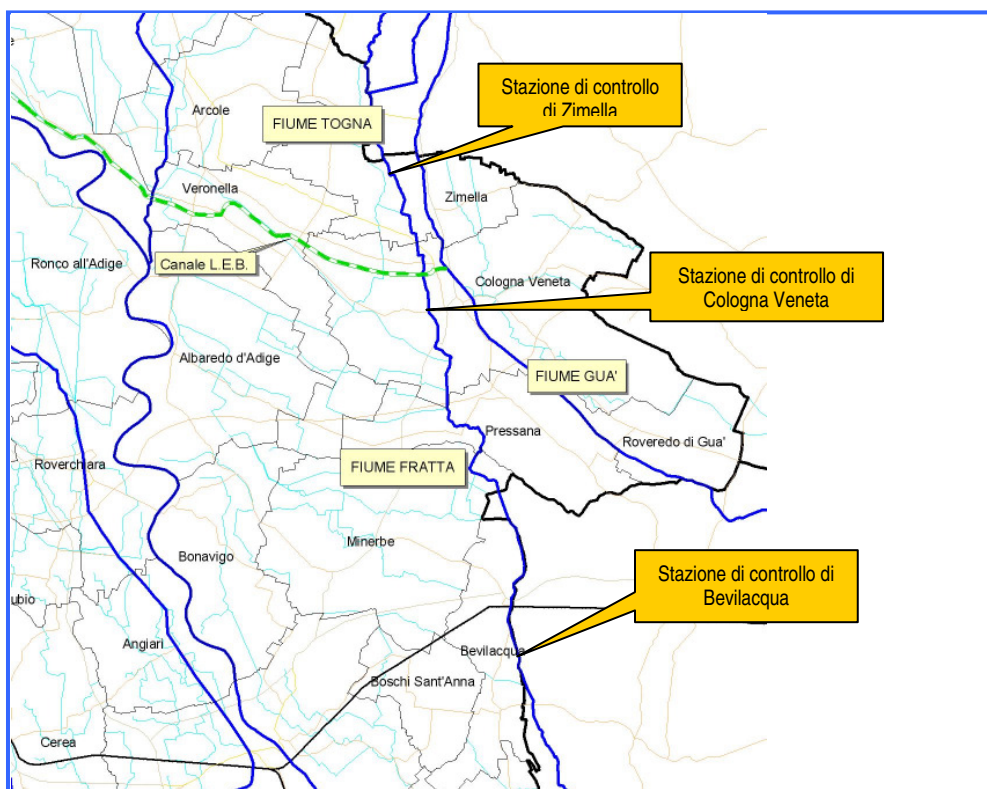 Stazione di controllo
di Zimella
Arcole
FIUME TOGNA
Veronella
Zimella
Canale L.E.B.
Ronco all'Adige
Cologna Veneta
Stazione di controllo di
Cologna Veneta
Albaredo d'Adige
FIUME GUA'
Pressana
Roveredo di Gua'
Roverchiara
FIUME FRATTA
Minerbe
Bonavigo
Stazione di controllo di
Bevilacqua
ubio
Angiari
Bevilacqua
Boschi Sant'Anna
Cerea